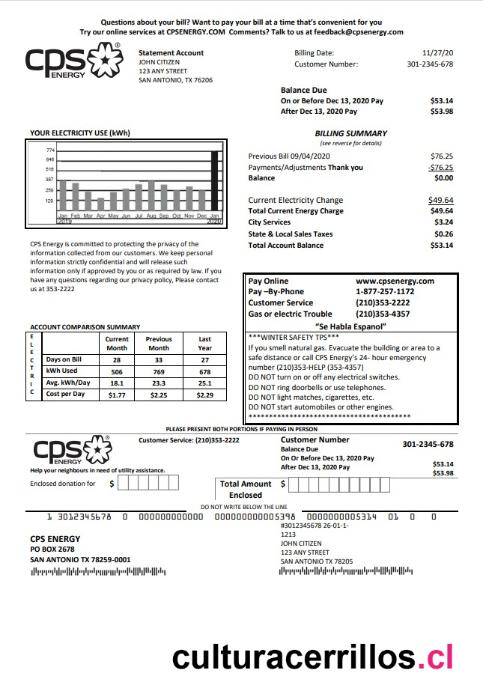 Questions about your bill? Want to pay your bill at a time that's convenient for you
Try our online services at CPSENERGY.COM Comments? Talk to us at feedback@cpsenergy.com
cps
ENERGY
®
Statement Account
JOHN CITIZEN
123 ANY STREET
SAN ANTONIO, TX 76206
Billing Date: 11/27/20
Customer Number: 301-2345-678
Balance Due
On or Before Dec 13, 2020 Pay $53.14
After Dec 13, 2020 Pay $53.98
YOUR ELECTRICITY USE (kWh)
774
646
516
387
258
129
Jan Feb Mar Apr May Jun Jul Aug Sep Oct Nov Dec Jan
2019 2020
BILLING SUMMARY
(see reverse for details)
Previous Bill 09/04/2020 $76.25
Payments/Adjustments Thank you -$76.25
Balance $0.00
Current Electricity Change $49.64
Total Current Energy Charge $49.64
City Services $3.24
State & Local Sales Taxes $0.26
Total Account Balance $53.14
CPS Energy is committed to protecting the privacy of the
information collected from our customers. We keep personal
information strictly confidential and will release such
information only if approved by you or as required by law. If you
have any questions regarding our privacy policy, Please contact
us at 353-2222
Pay Online www.cpsenergy.com
Pay –By-Phone 1-877-257-1172
Customer Service (210)353-2222
Gas or electric Trouble (210)353-4357
"Se Habla Espanol"
***WINTER SAFETY TIPS***
If you smell natural gas. Evacuate the building or area to a
safe distance or call CPS Energy's 24- hour emergency
number (210)353-HELP (353-4357)
DO NOT turn on or off any electrical switches.
DO NOT ring doorbells or use telephones.
DO NOT light matches, cigarettes, etc.
DO NOT start automobiles or other engines.
ACCOUNT COMPARISON SUMMARY
ELECTRIC
Current Month Previous Month Last Year
Days on Bill 28 33 27
kWh Used 506 769 678
Avg. kWh/Day 18.1 23.3 25.1
Cost per Day $1.77 $2.25 $2.29
PLEASE PRESENT BOTH PORTIONS IF PAYING IN PERSON
cps
ENERGY
®
Customer Service: (210)353-2222
Customer Number 301-2345-678
Balance Due
On Or Before Dec 13, 2020 Pay $53.14
After Dec 13, 2020 Pay $53.98
Help your neighbours in need of utility assistance.
Enclosed donation for $
Total Amount Enclosed $
DO NOT WRITE BELOW THE LINE
1 3012345678 0 000000000000 0000000000005398 0000000000005314 01 0 0
#3012345678 26-01-1-
1213
JOHN CITIZEN
123 ANY STREET
SAN ANTONIO TX 78205
CPS ENERGY
PO BOX 2678
SAN ANTONIO TX 78259-0001
culturacerrillos.cl